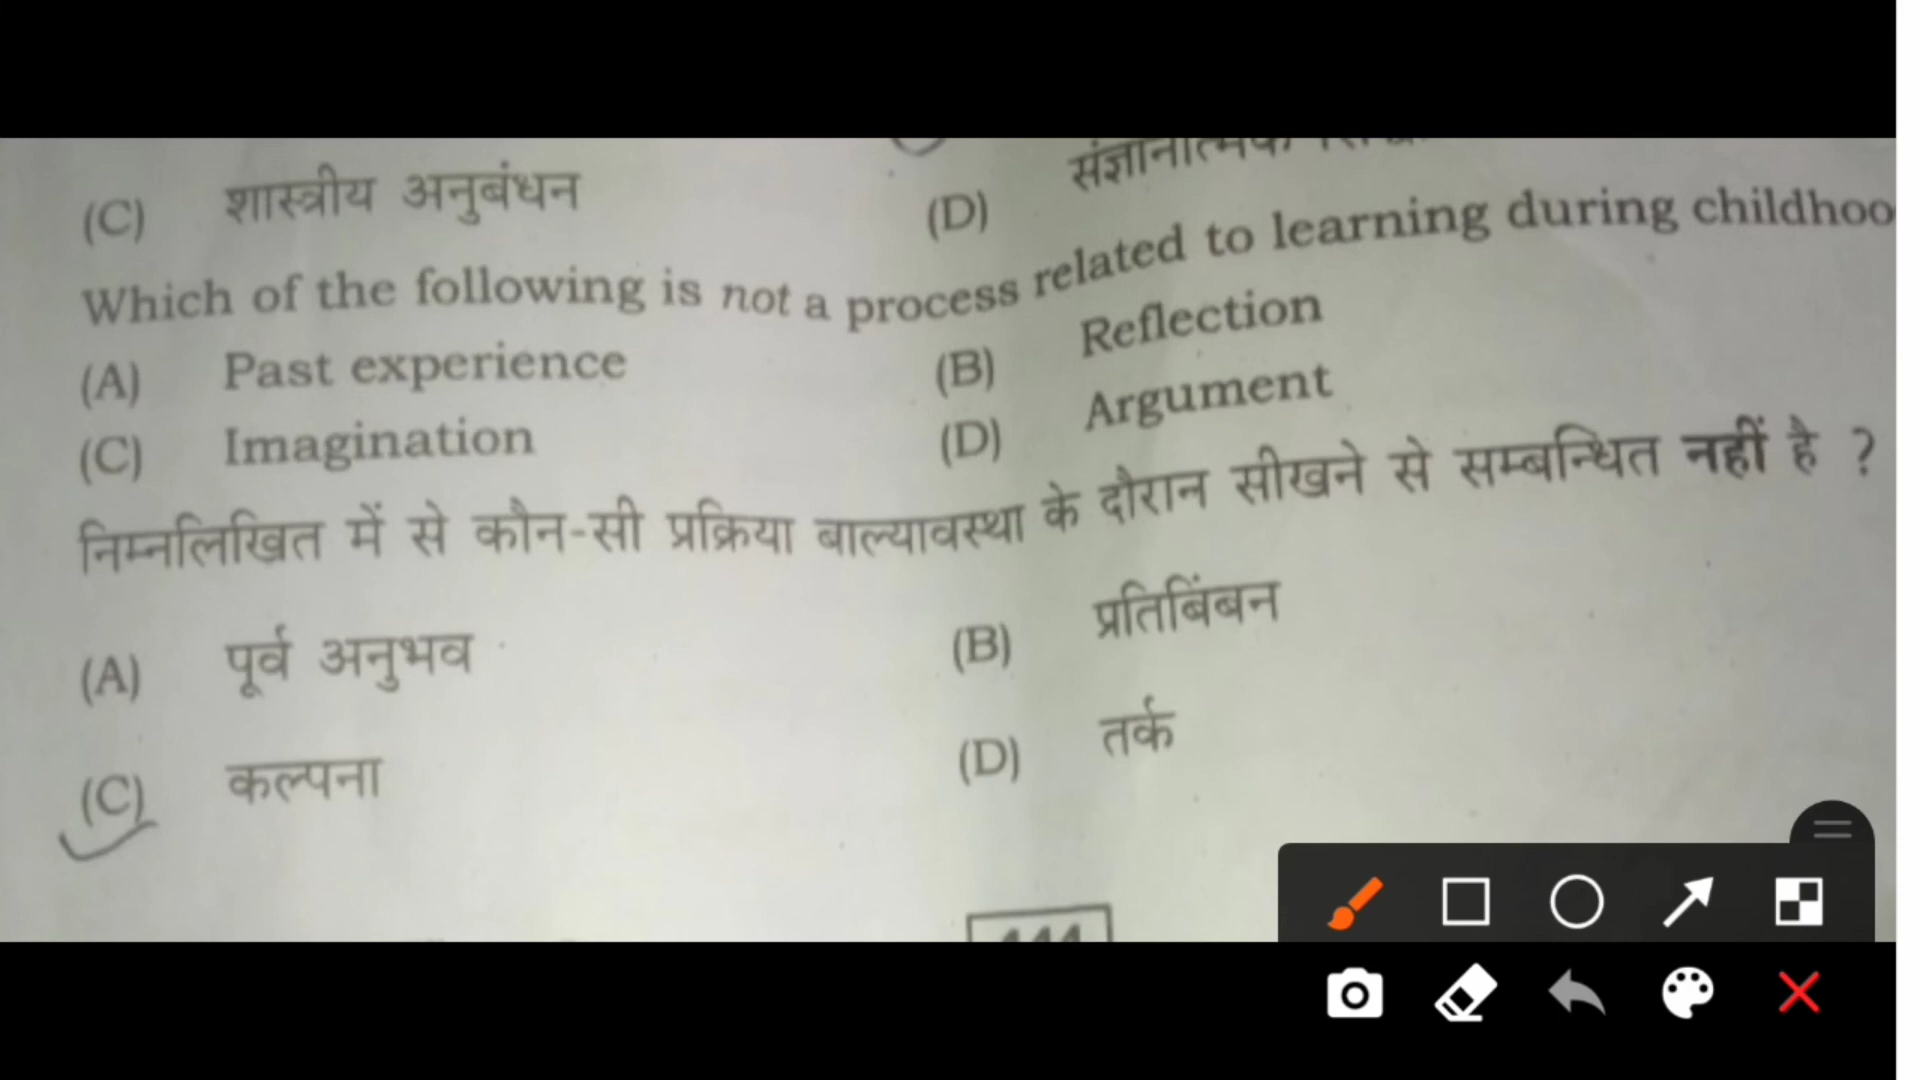 (C) शास्त्रीय अनुबंधन (D) संज्ञानात्मक
Which of the following is not a process related to learning during childhoo
(A) Past experience (B) Reflection
(C) Imagination (D) Argument
निम्नलिखित में से कौन-सी प्रक्रिया बाल्यावस्था के दौरान सीखने से सम्बन्धित नहीं है ?
(A) पूर्व अनुभव (B) प्रतिबिंबन
(C) कल्पना (D) तर्क